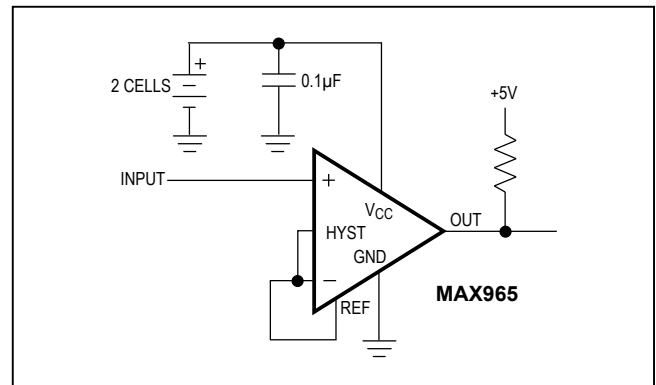 +
2 CELLS
0.1µF
+5V
INPUT
+
VCC
OUT
HYST
GND
−
MAX965
REF